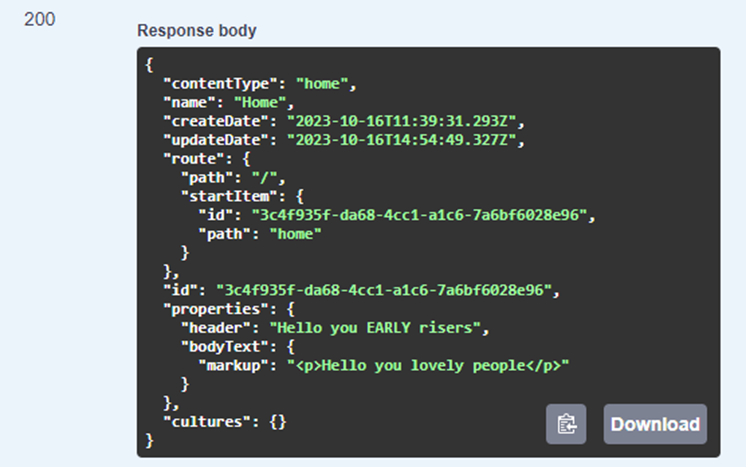 200
Response body
{
  "contentType": "home",
  "name": "Home",
  "createDate": "2023-10-16T11:39:31.293Z",
  "updateDate": "2023-10-16T14:54:49.327Z",
  "route": {
    "path": "/",
    "startItem": {
      "id": "3c4f935f-da68-4cc1-a1c6-7a6bf6028e96",
      "path": "home"
    }
  },
  "id": "3c4f935f-da68-4cc1-a1c6-7a6bf6028e96",
  "properties": {
    "header": "Hello you EARLY risers",
    "bodyText": {
      "markup": "<p>Hello you lovely people</p>"
    }
  },
  "cultures": {}
}
Download